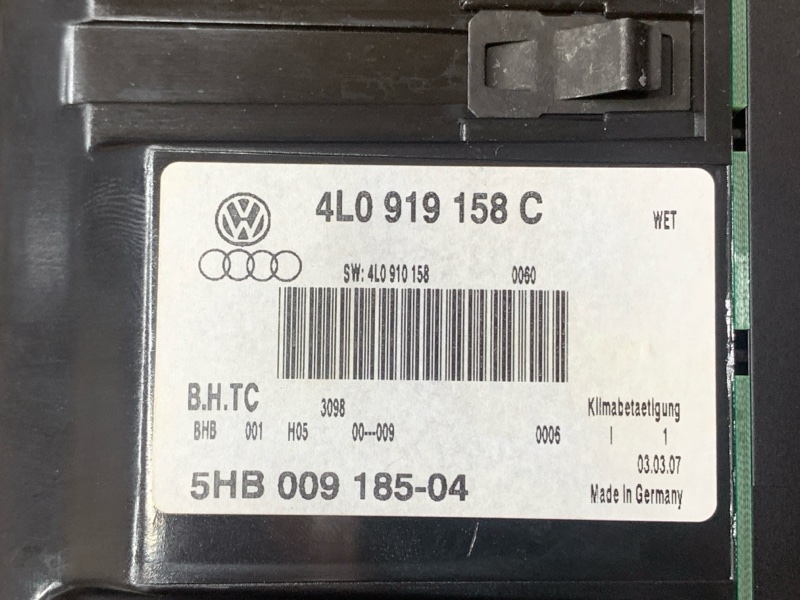 4L0 919 158 C
WET
VW
SW: 4L0 910 158 0060
B.H.TC 3098 Klimabetaetigung
BHB 001 H05 00---009 0006 I 1
03.03.07
5HB 009 185-04 Made in Germany